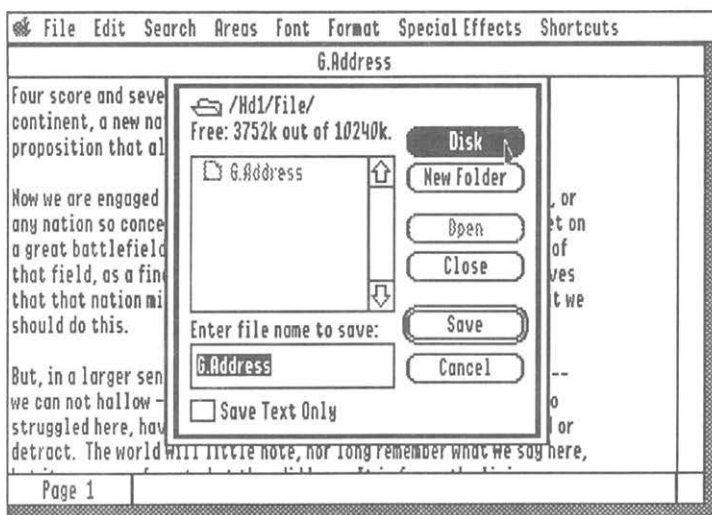 File Edit Search Areas Font Format Special Effects Shortcuts
G.Address
Four score and seve
continent, a new na
proposition that al
Now we are engaged
any nation so conce
a great battlefield
that field, as a fin
that that nation mi
should do this.
But, in a larger sen
we can not hallow —
struggled here, hav
detract. The world will little note, nor long remember what we say here,
/Hd1/File/
Free: 3752k out of 10240k.
G.Address
Enter file name to save:
G.Address
Save Text Only
Disk
New Folder
Open
Close
Save
Cancel
, or
et on
of
ves
t we
--
o
or
Page 1